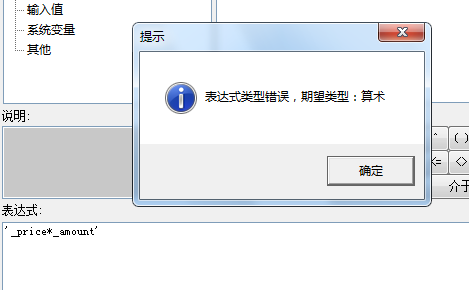 输入值
系统变量
其他
提示
表达式类型错误，期望类型：算术
确定
说明:
^
()
<=
<>
介于
表达式:
'_price*_amount'